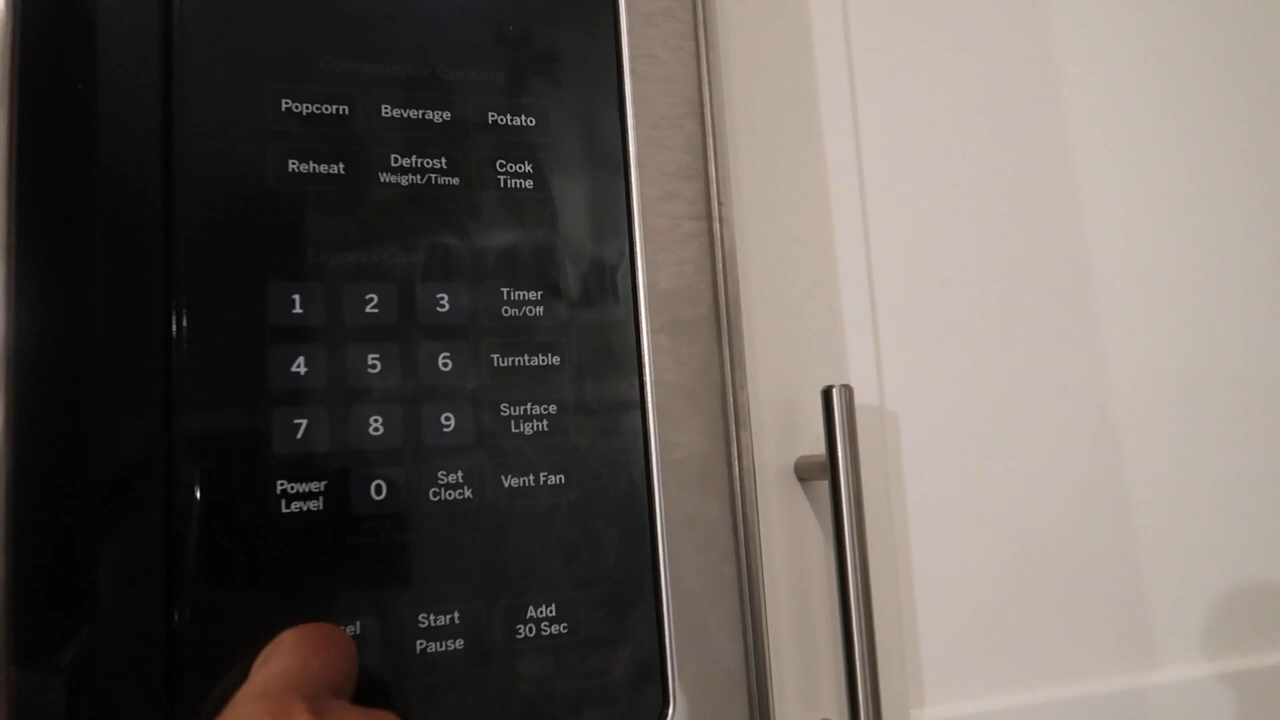 Convenience Cooking
Popcorn Beverage Potato
Reheat Defrost Cook
Weight/Time Time
Express Cook
1 2 3 Timer
On/Off
4 5 6 Turntable
7 8 9 Surface
Light
Power 0 Set Vent Fan
Level Clock
el Start Add
Pause 30 Sec